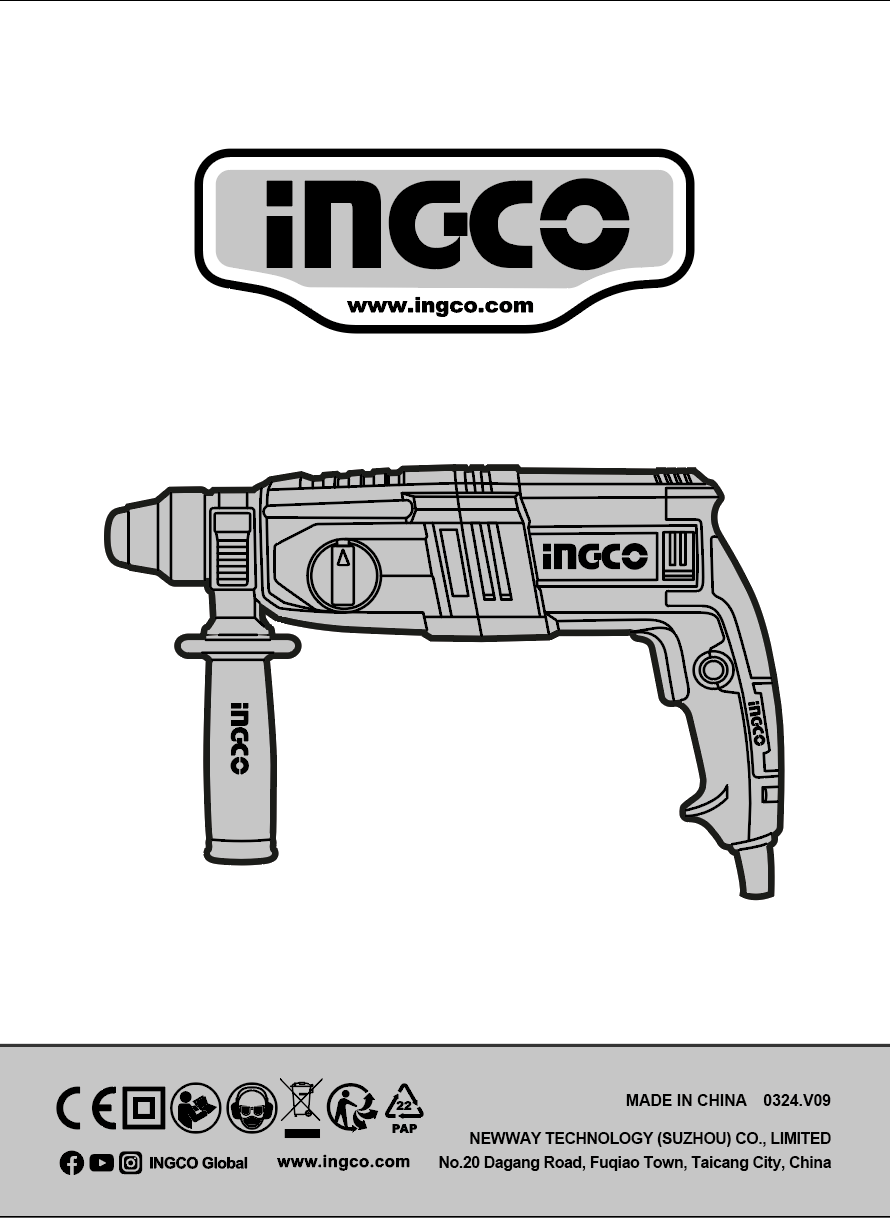 INGCO
www.ingco.com
INGCO
INGCO
INGCO
CE
22
PAP
MADE IN CHINA 0324.V09
NEWWAY TECHNOLOGY (SUZHOU) CO., LIMITED
INGCO Global www.ingco.com
No.20 Dagang Road, Fuqiao Town, Taicang City, China